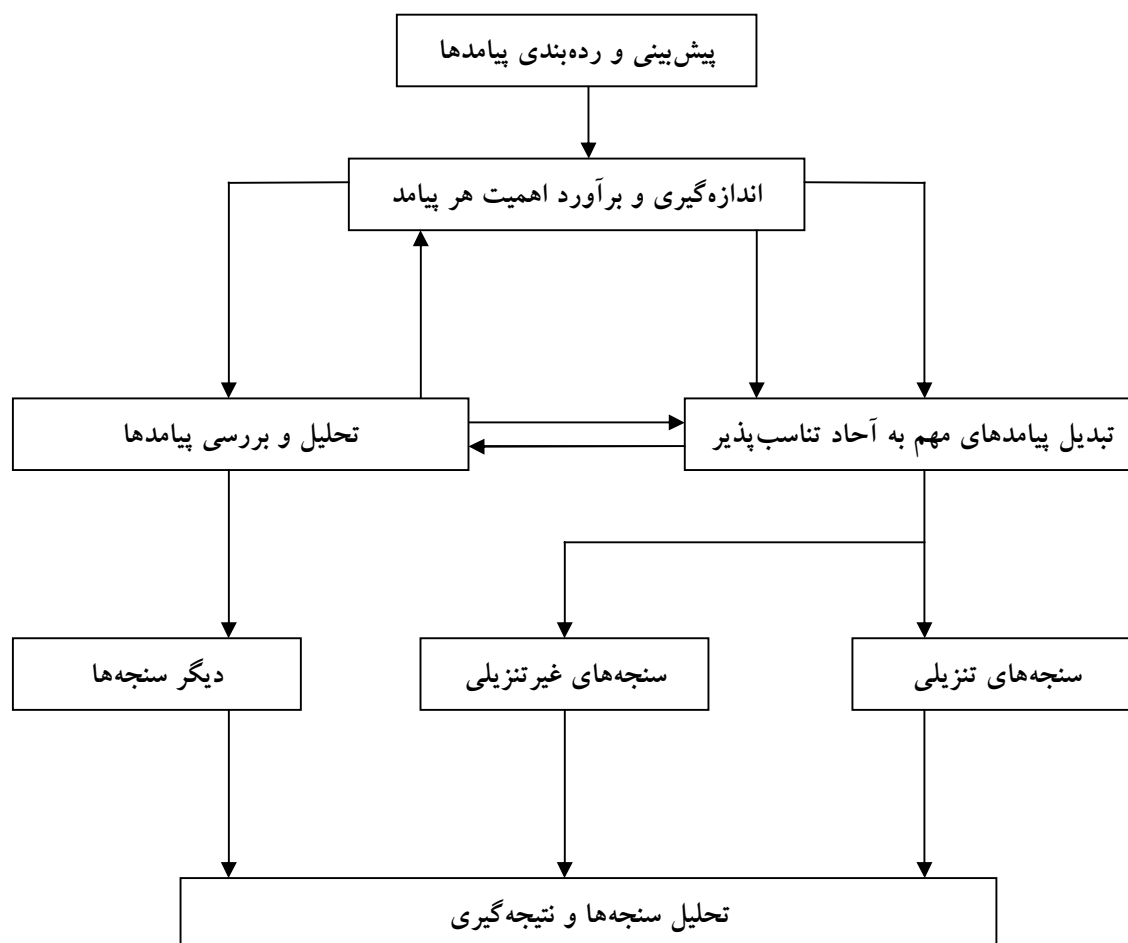 پیش‌بینی و رده‌بندی پیامدها
اندازه‌گیری و برآورد اهمیت هر پیامد
تبدیل پیامدهای مهم به آحاد تناسب‌پذیر
تحلیل و بررسی پیامدها
سنجه‌های تنزیلی
سنجه‌های غیرتنزیلی
دیگر سنجه‌ها
تحلیل سنجه‌ها و نتیجه‌گیری